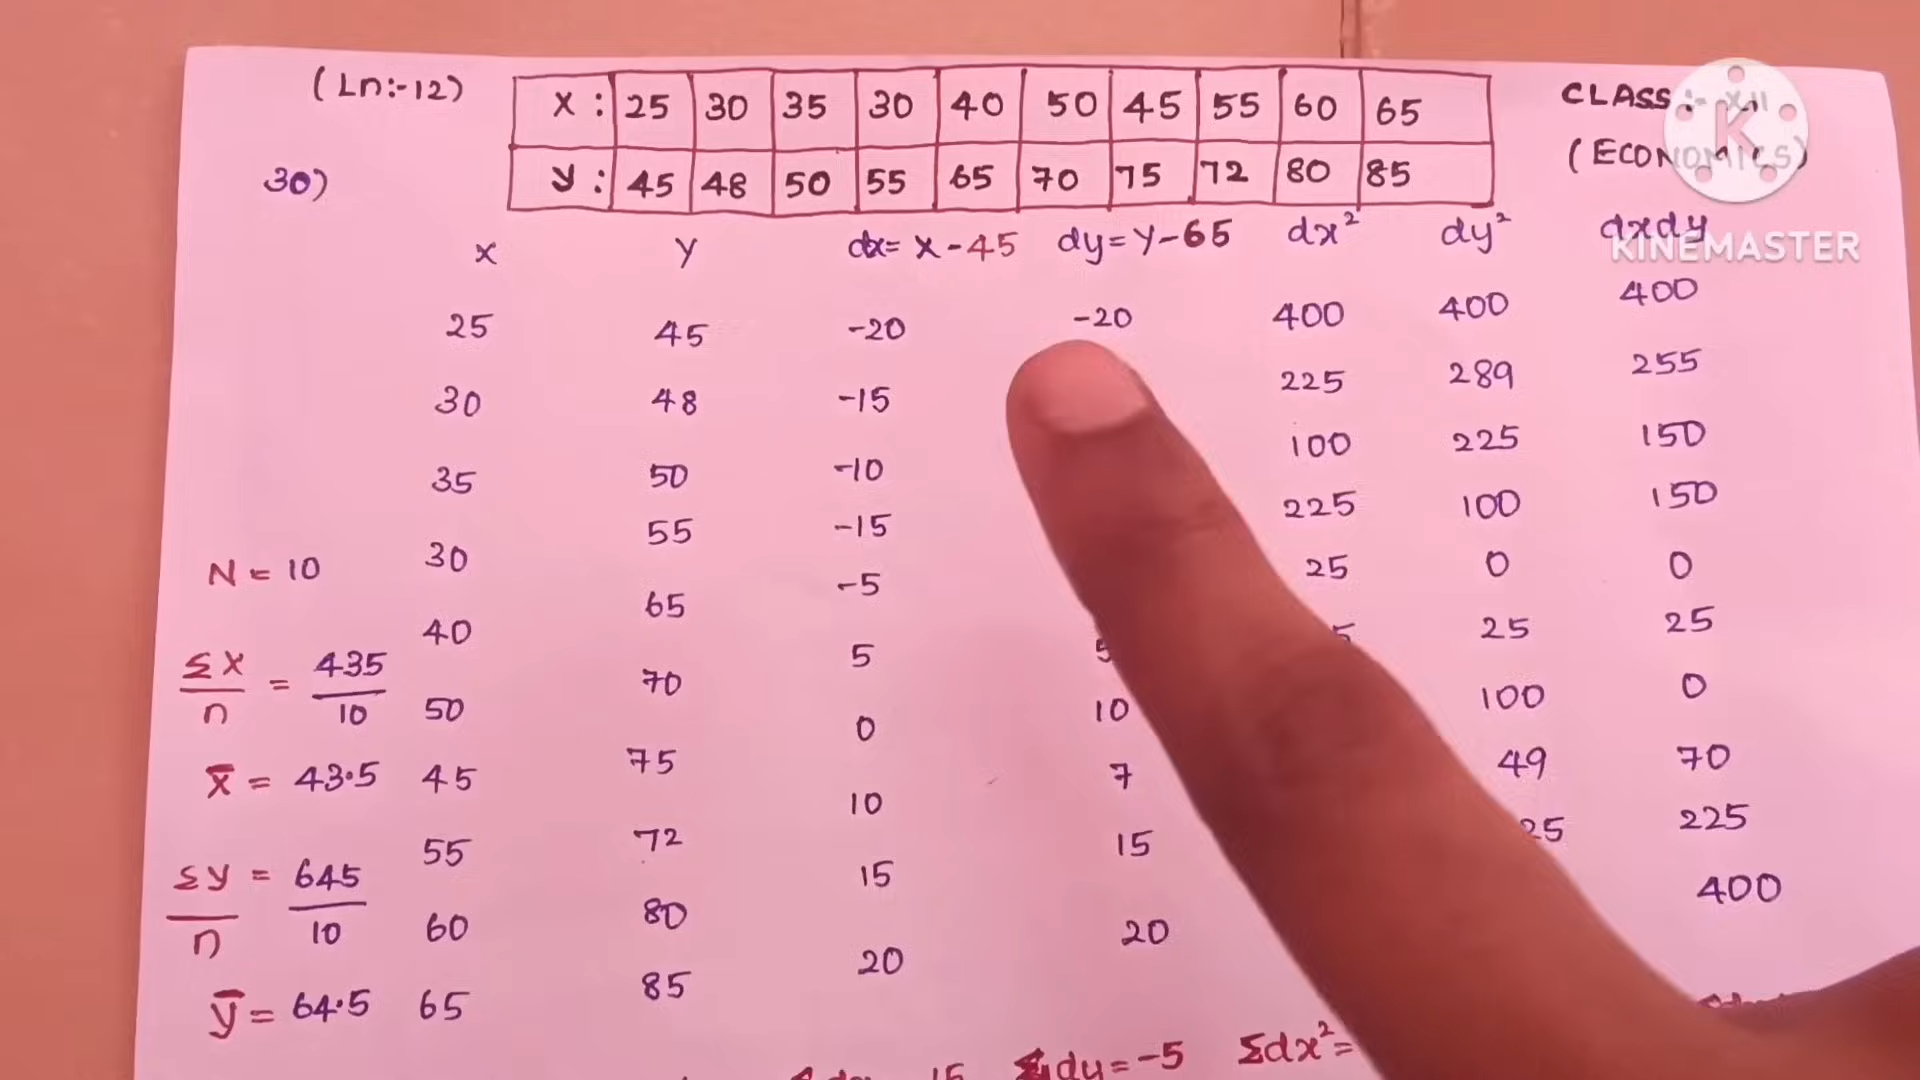 (Ln:-12) X : 25 30 35 30 40 50 45 55 60 65 CLASS :- XII
30) y : 45 48 50 55 65 70 75 72 80 85 (ECONOMICS)
K
KINEMASTER
x y dx= x-45 dy=y-65 dx² dy² dxdy
25 45 -20 -20 400 400 400
30 48 -15 225 289 255
35 50 -10 100 225 150
30 55 -15 225 100 150
40 65 -5 25 0 0
50 70 5 5 25 25
45 75 0 10 100 0
55 72 10 7 49 70
60 80 15 15 225
65 85 20 20 400
N = 10
Σx/n = 435/10
x̄ = 43.5
Σy/n = 645/10
ȳ = 64.5
15 Σdy=-5 Σdx²=